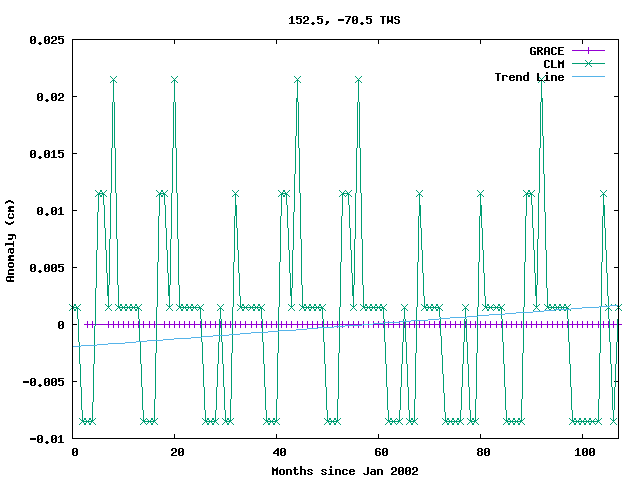 152.5, -70.5 TWS
GRACE
CLM
Trend Line
Anomaly (cm)
0.025
0.02
0.015
0.01
0.005
0
-0.005
-0.01
0 20 40 60 80 100
Months since Jan 2002